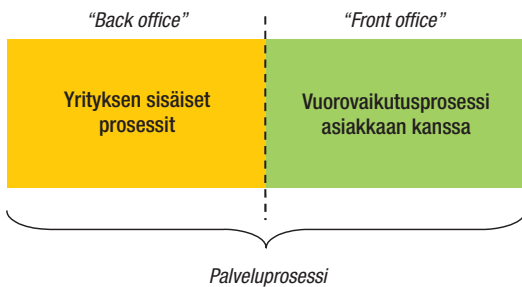 “Back office”
“Front office”
Yrityksen sisäiset
prosessit
Vuorovaikutusprosessi
asiakkaan kanssa
Palveluprosessi